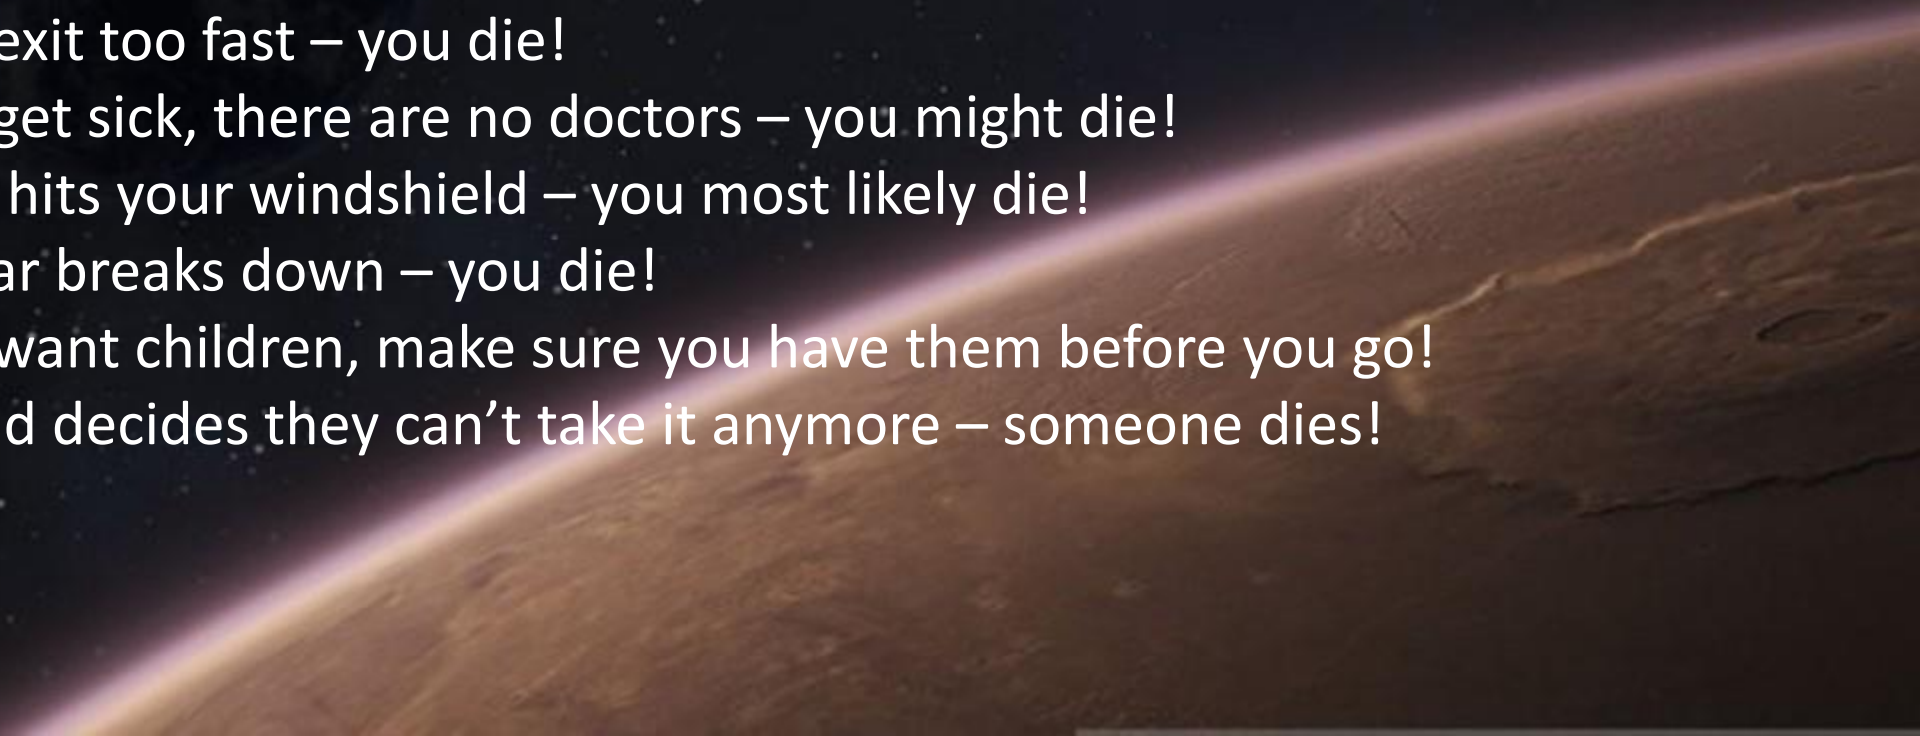 exit too fast – you die!
get sick, there are no doctors – you might die!
hits your windshield – you most likely die!
ar breaks down – you die!
want children, make sure you have them before you go!
d decides they can’t take it anymore – someone dies!